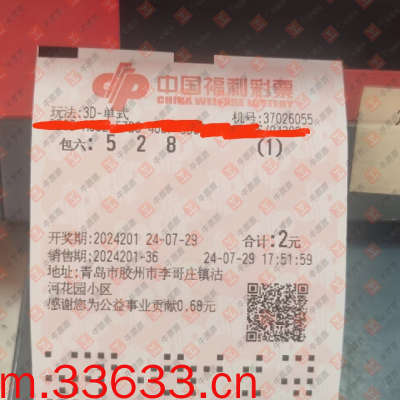 中国福利彩票
CHINA WELFARE LOTTERY
玩法:3D-单式 机号:37026055
包六: 5 2 8 (1)
开奖期:2024201 24-07-29 合计:2元
销售期:2024201-36 24-07-29 17:51:59
地址:青岛市胶州市李哥庄镇沽
河花园小区
感谢您为公益事业贡献0.68元
m.33633.cn